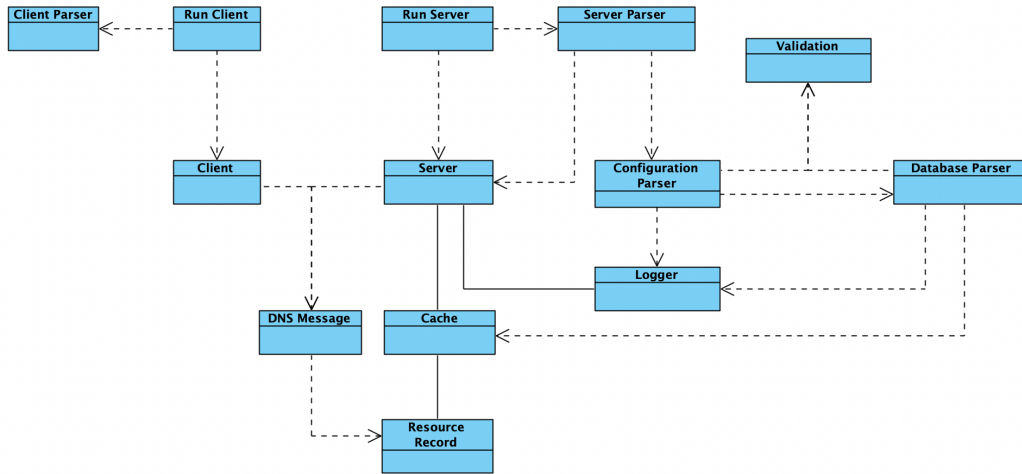 Client Parser
Run Client
Run Server
Server Parser
Validation
Client
Server
Configuration
Parser
Database Parser
Logger
DNS Message
Cache
Resource
Record